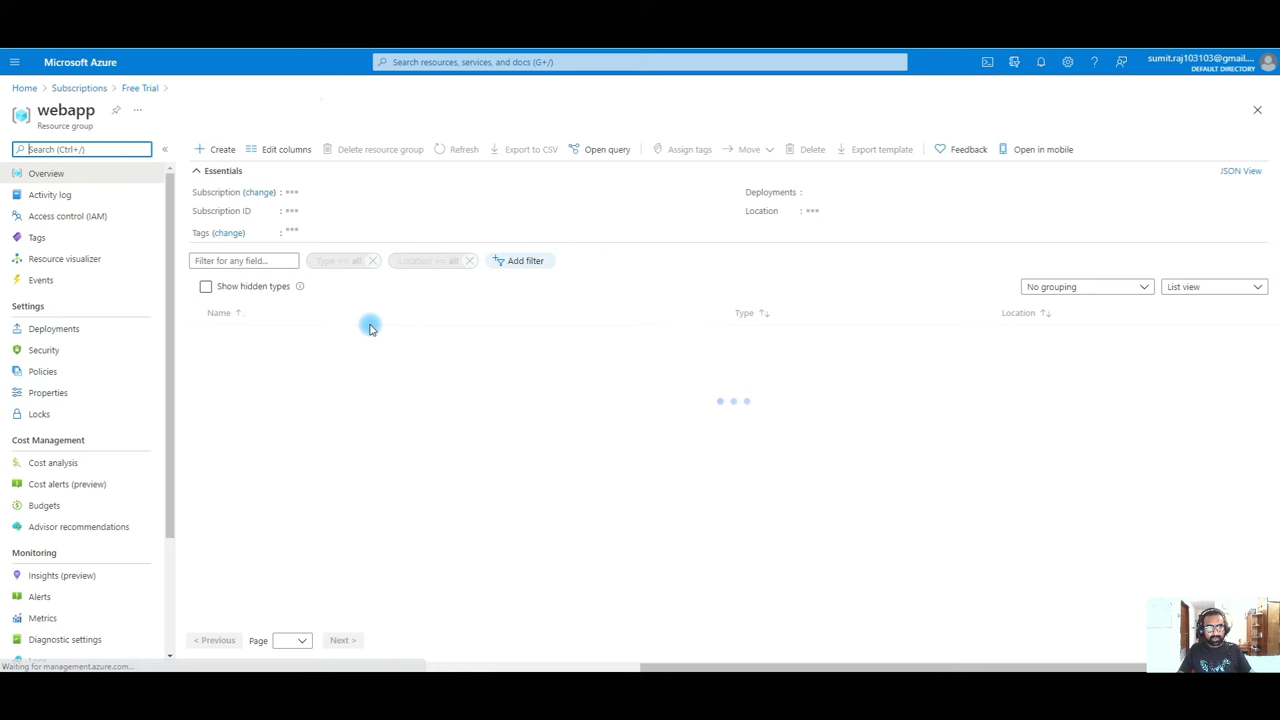 Microsoft Azure
Search resources, services, and docs (G+/)
sumit.raj103103@gmail....
DEFAULT DIRECTORY
Home > Subscriptions > Free Trial >
webapp
Resource group
Search (Ctrl+/)
«
Create
Edit columns
Delete resource group
Refresh
Export to CSV
Open query
Assign tags
Move
Delete
Export template
Feedback
Open in mobile
Overview
Activity log
Access control (IAM)
Tags
Resource visualizer
Events
Settings
Deployments
Security
Policies
Properties
Locks
Cost Management
Cost analysis
Cost alerts (preview)
Budgets
Advisor recommendations
Monitoring
Insights (preview)
Alerts
Metrics
Diagnostic settings
Essentials
JSON View
Subscription (change) : ***
Deployments :
Subscription ID : ***
Location : ***
Tags (change) : ***
Filter for any field...
Type == all
Location == all
Add filter
Show hidden types
No grouping
List view
Name ↑
Type ↑↓
Location ↑↓
< Previous
Page
Next >
Waiting for management.azure.com...